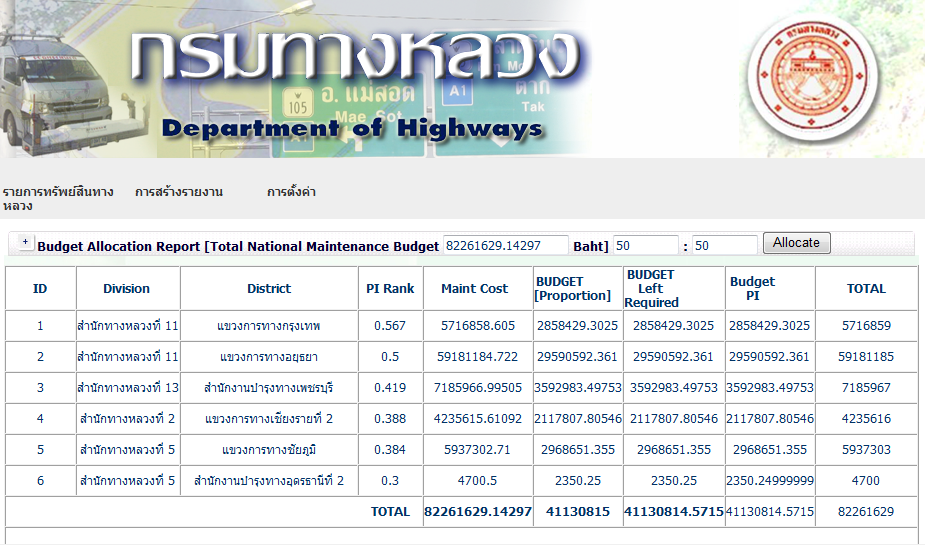 กรมทางหลวง
Department of Highways
105
อ. แม่สอด
Mae Sot
A1
A1
ตาก
Tak
กรมทางหลวง
รายการทรัพย์สินทาง
หลวง
การสร้างรายงาน
การตั้งค่า
+ Budget Allocation Report [Total National Maintenance Budget 82261629.14297 Baht] 50 : 50 Allocate
ID Division District PI Rank Maint Cost BUDGET [Proportion] BUDGET Left Required Budget PI TOTAL
1 สำนักทางหลวงที่ 11 แขวงการทางกรุงเทพ 0.567 5716858.605 2858429.3025 2858429.3025 2858429.3025 5716859
2 สำนักทางหลวงที่ 11 แขวงการทางอยุธยา 0.5 59181184.722 29590592.361 29590592.361 29590592.361 59181185
3 สำนักทางหลวงที่ 13 สำนักงานบำรุงทางเพชรบุรี 0.419 7185966.99505 3592983.49753 3592983.49753 3592983.49753 7185967
4 สำนักทางหลวงที่ 2 แขวงการทางเชียงรายที่ 2 0.388 4235615.61092 2117807.80546 2117807.80546 2117807.80546 4235616
5 สำนักทางหลวงที่ 5 แขวงการทางชัยภูมิ 0.384 5937302.71 2968651.355 2968651.355 2968651.355 5937303
6 สำนักทางหลวงที่ 5 สำนักงานบำรุงทางอุดรธานีที่ 2 0.3 4700.5 2350.25 2350.25 2350.24999999 4700
TOTAL 82261629.14297 41130815 41130814.5715 41130814.5715 82261629